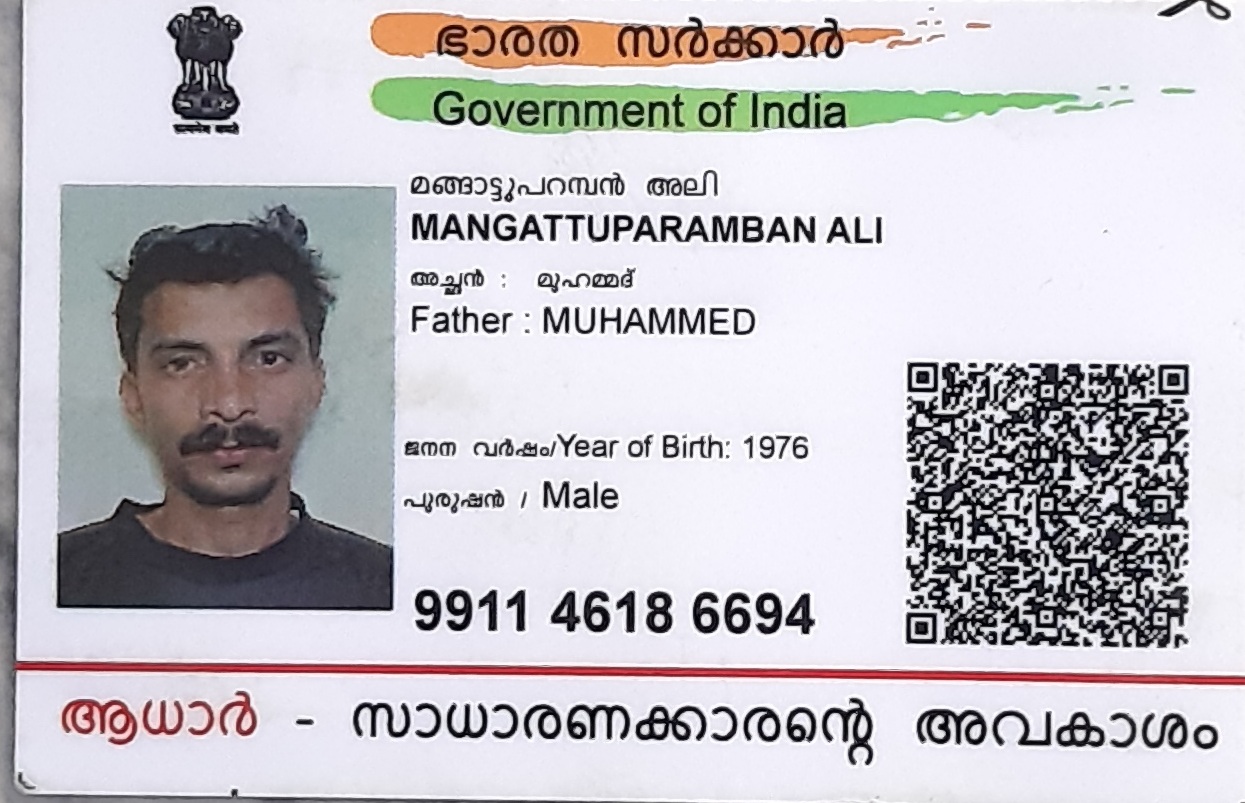 ഭാരത സർക്കാർ
Government of India
सत्यमेव जयते
മങ്ങാട്ടുപറമ്പൻ അലി
MANGATTUPARAMBAN ALI
അച്ഛൻ : മുഹമ്മദ്
Father : MUHAMMED
ജനന വർഷം/Year of Birth: 1976
പുരുഷൻ / Male
9911 4618 6694
ആധാർ - സാധാരണക്കാരന്റെ അവകാശം